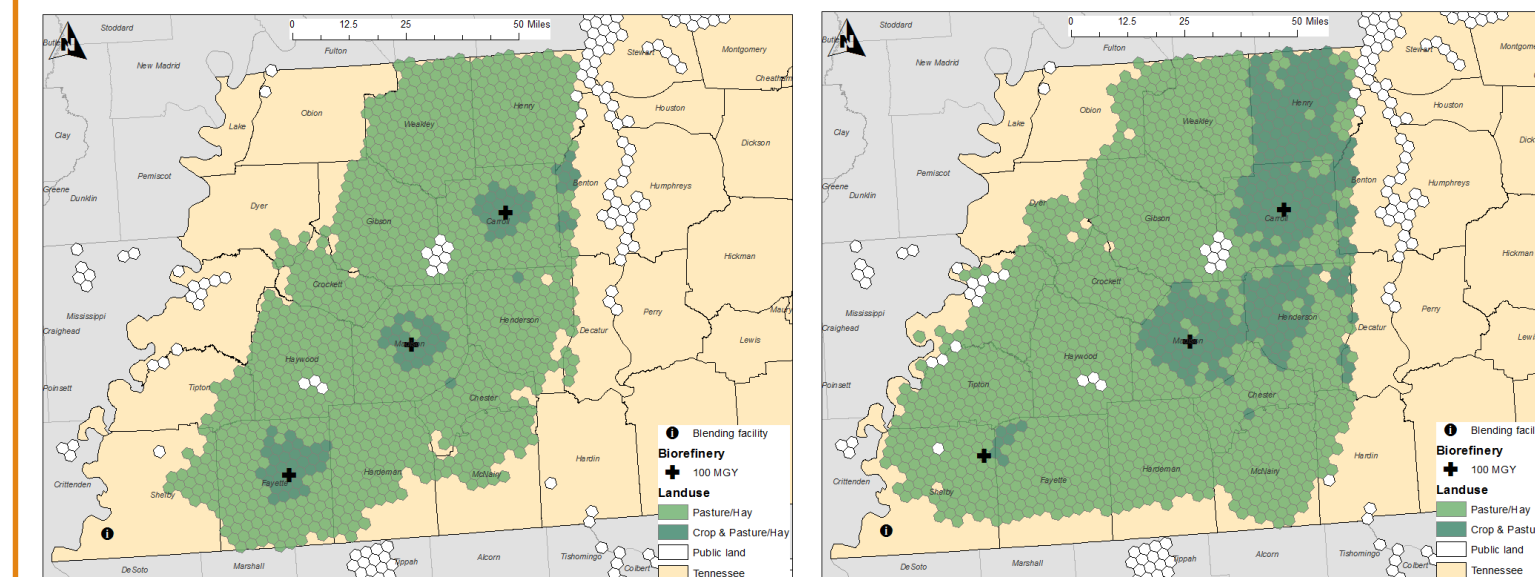 0 12.5 25 50 Miles
Stoddard
Fulton
Stewart
Montgomery
N
New Madrid
Obion
Henry
Houston
Lake
Weakley
Clay
Dickson
Pemiscot
Benton
Humphreys
Greene
Dunklin
Dyer
Gibson
Carroll
Hickman
Crockett
Mississippi
Henderson
Perry
Craighead
Decatur
Lewis
Haywood
Poinsett
Tipton
Chester
Blending facility
Biorefinery
100 MGY
Landuse
Pasture/Hay
Crop & Pasture/Hay
Public land
Tennessee
Hardin
Hardeman
McNairy
Crittenden
Shelby
Fayette
DeSoto
Marshall
Tippah
Alcorn
Tishomingo
Colbert
0 12.5 25 50 Miles
Stoddard
Fulton
Stewart
N
New Madrid
Obion
Henry
Houston
Lake
Weakley
Clay
Pemiscot
Benton
Humphreys
Greene
Dunklin
Dyer
Gibson
Carroll
Hickman
Crockett
Mississippi
Henderson
Perry
Craighead
Decatur
Haywood
Poinsett
Tipton
Chester
Blending
Biorefinery
100 MGY
Landuse
Pasture/Hay
Crop &
Public land
Tennessee
Hardin
Hardeman
McNairy
Crittenden
Shelby
Fayette
DeSoto
Marshall
Tippah
Alcorn
Tishomingo
Colbert